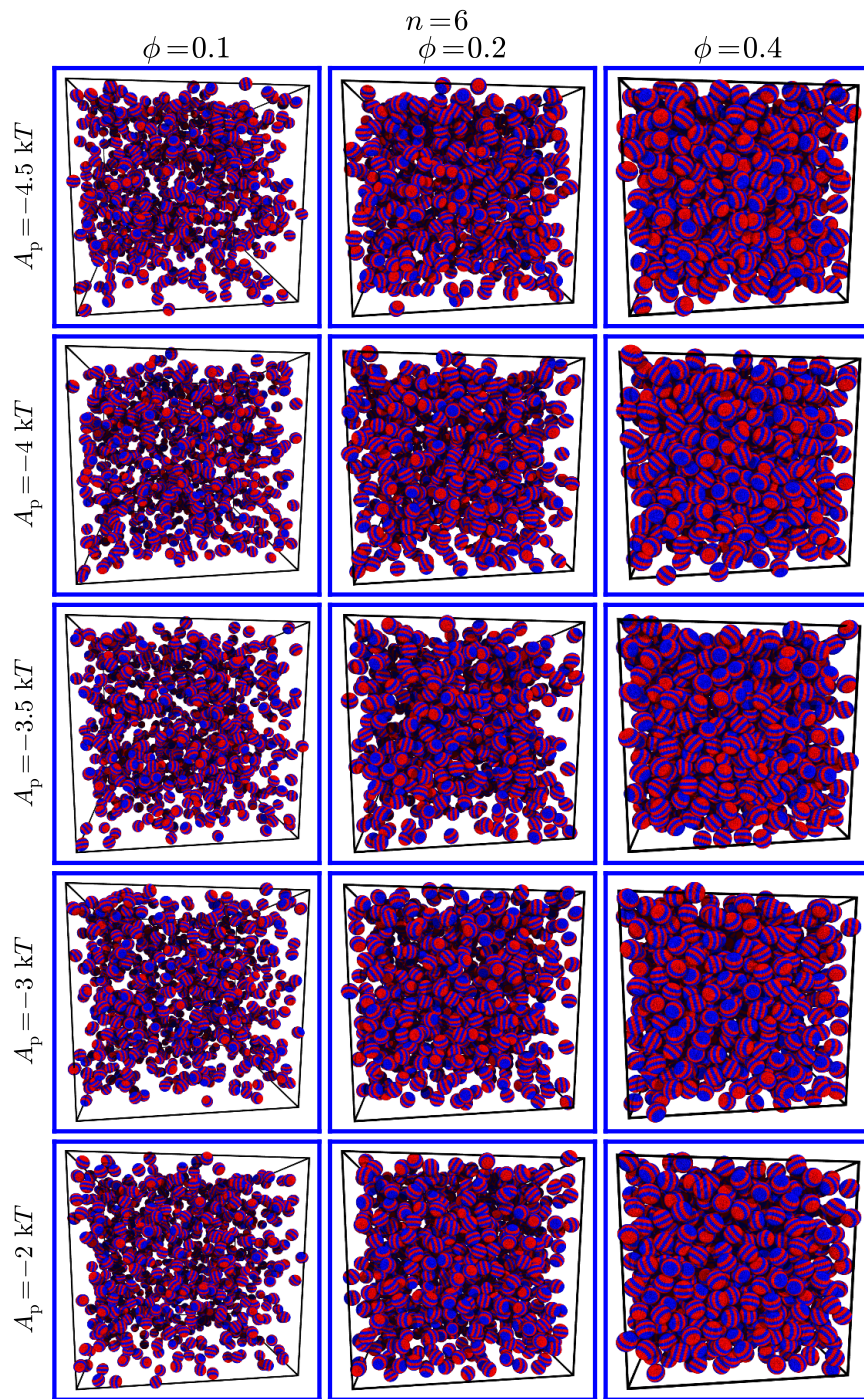 n=6
ϕ=0.1 ϕ=0.2 ϕ=0.4
A_p=−4.5 kT
A_p=−4 kT
A_p=−3.5 kT
A_p=−3 kT
A_p=−2 kT